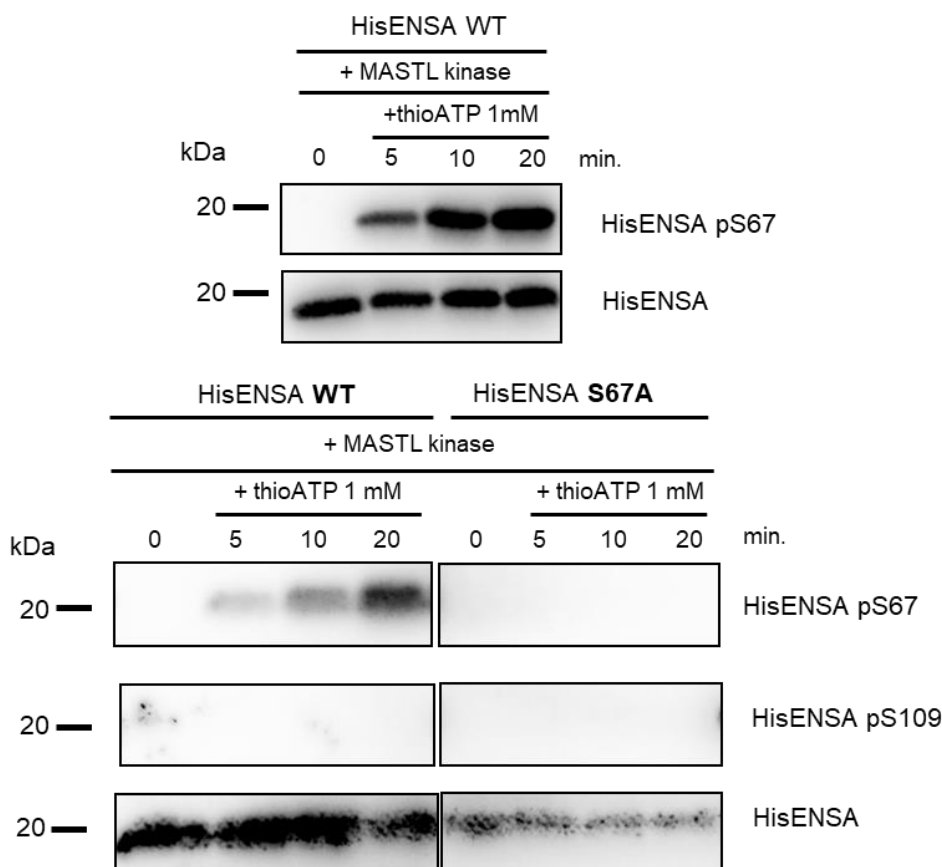 HisENSA WT
+ MASTL kinase
+thioATP 1mM
kDa 0 5 10 20 min.
20 HisENSA pS67
20 HisENSA
HisENSA WT HisENSA S67A
+ MASTL kinase
+ thioATP 1 mM + thioATP 1 mM
kDa 0 5 10 20 0 5 10 20 min.
20 HisENSA pS67
20 HisENSA pS109
20 HisENSA